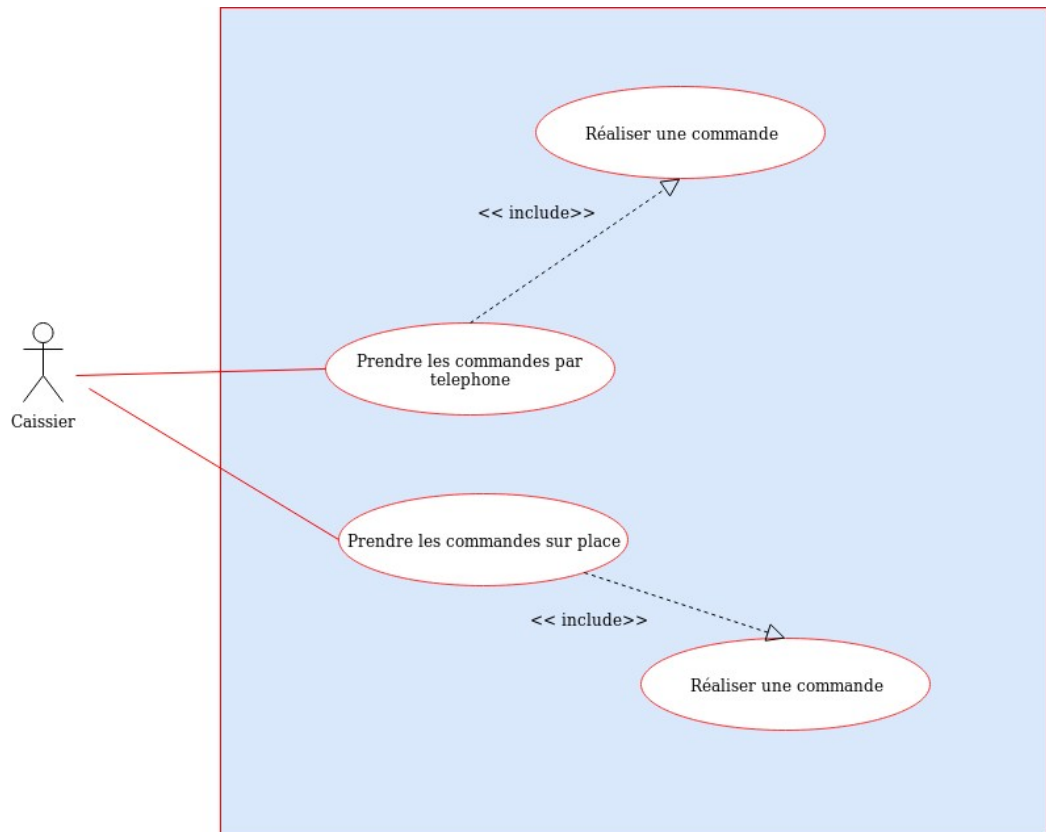 Réaliser une commande
<< include>>
Prendre les commandes par
telephone
Caissier
Prendre les commandes sur place
<< include>>
Réaliser une commande